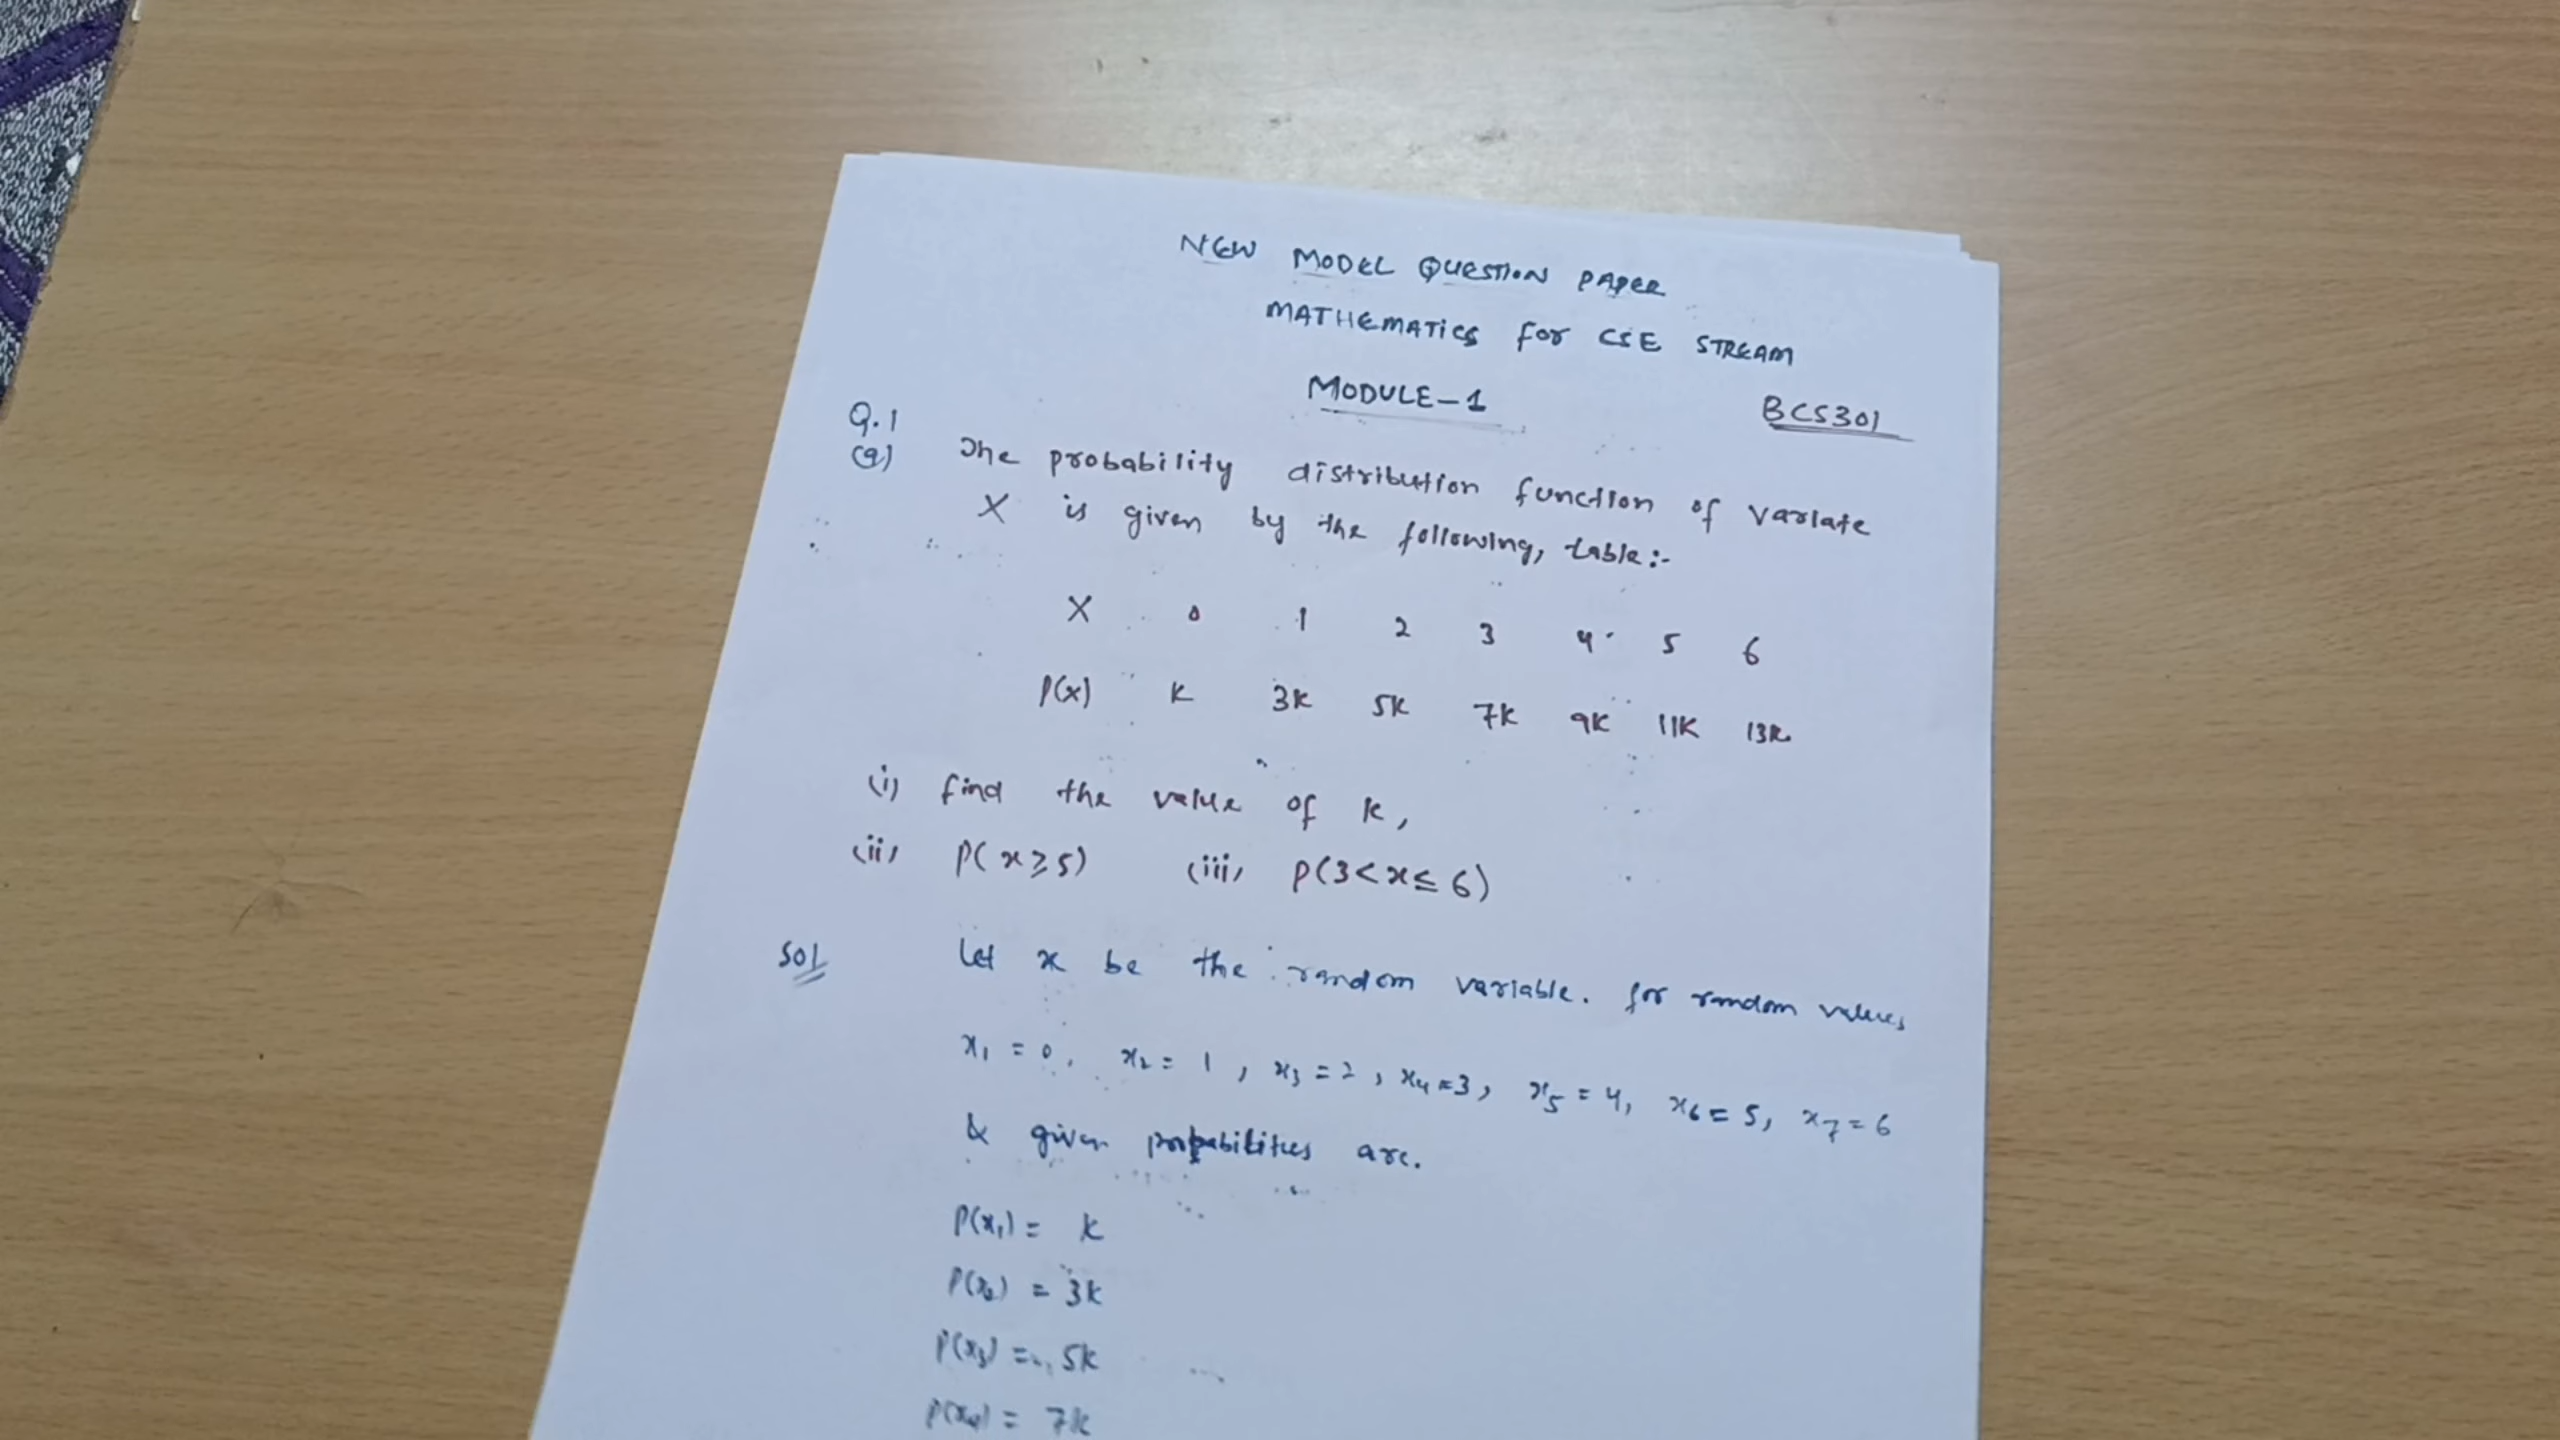 NEW MODEL QUESTION PAPER
MATHEMATICS for CSE STREAM
MODULE-1
BCS301
Q.1
(a) The probability distribution function of variate
X is given by the following, table:-
X 0 1 2 3 4 5 6
P(x) k 3k 5k 7k 9k 11k 13k
(i) find the value of k,
(ii) P(x≥5) (iii) P(3<x≤6)
Sol Let x be the random variable. for random values
x₁ = 0, x₂ = 1, x₃ = 2, x₄ = 3, x₅ = 4, x₆ = 5, x₇ = 6
& given probabilities are.
P(x₁) = k
P(x₂) = 3k
P(x₃) = 5k
P(x₄) = 7k